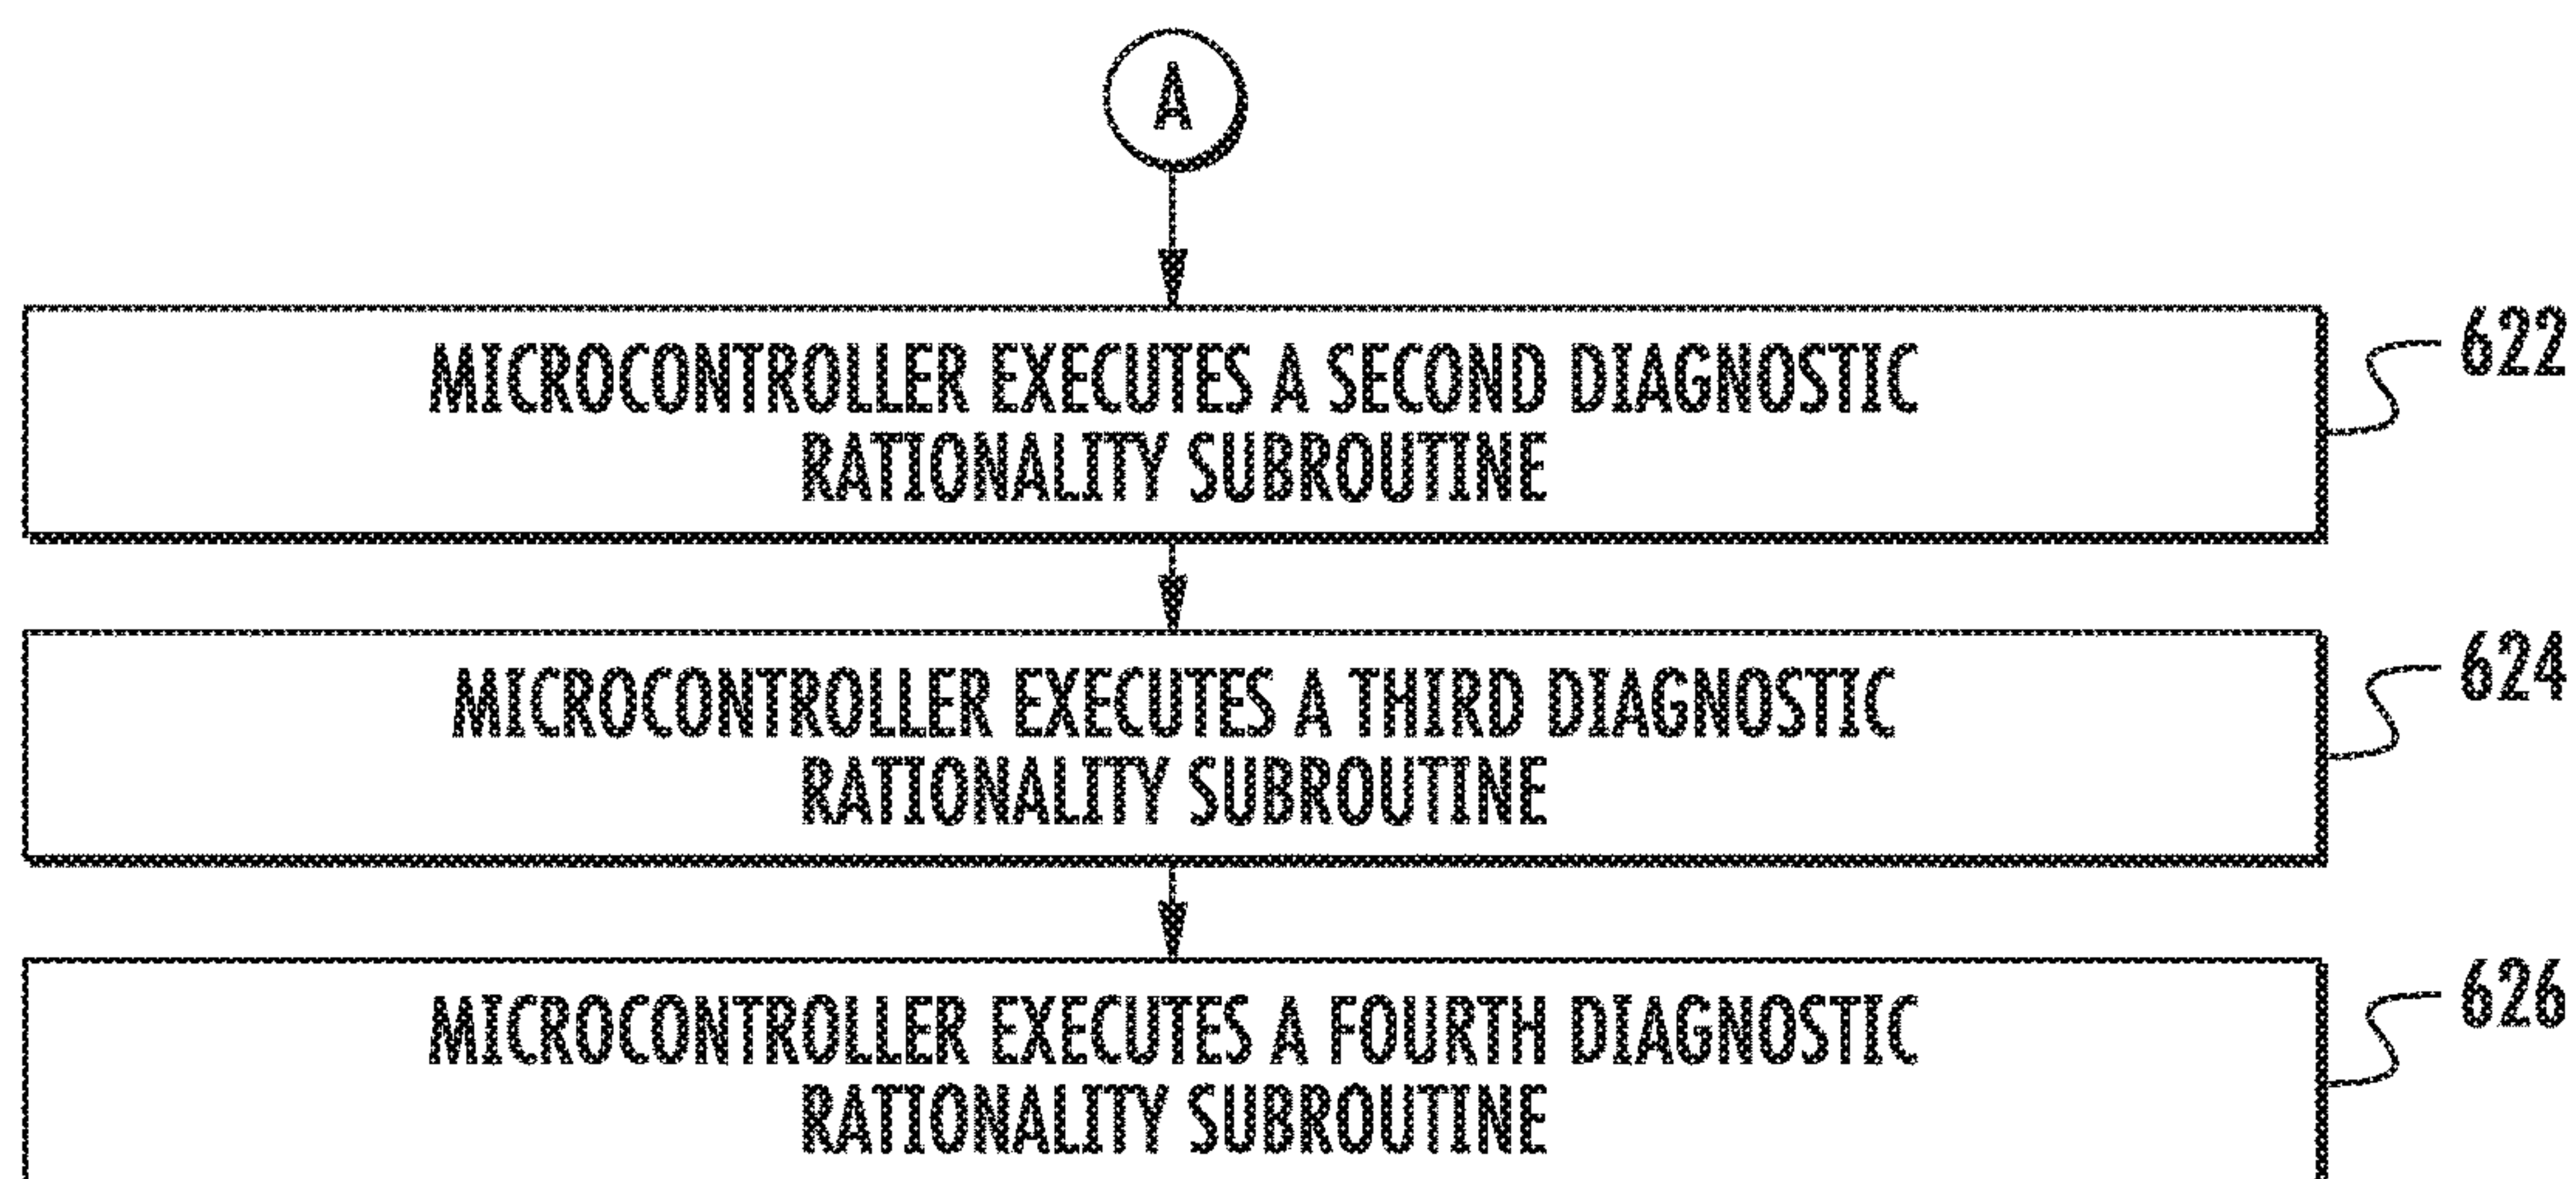 A
MICROCONTROLLER EXECUTES A SECOND DIAGNOSTIC
RATIONALITY SUBROUTINE
622
MICROCONTROLLER EXECUTES A THIRD DIAGNOSTIC
RATIONALITY SUBROUTINE
624
MICROCONTROLLER EXECUTES A FOURTH DIAGNOSTIC
RATIONALITY SUBROUTINE
626